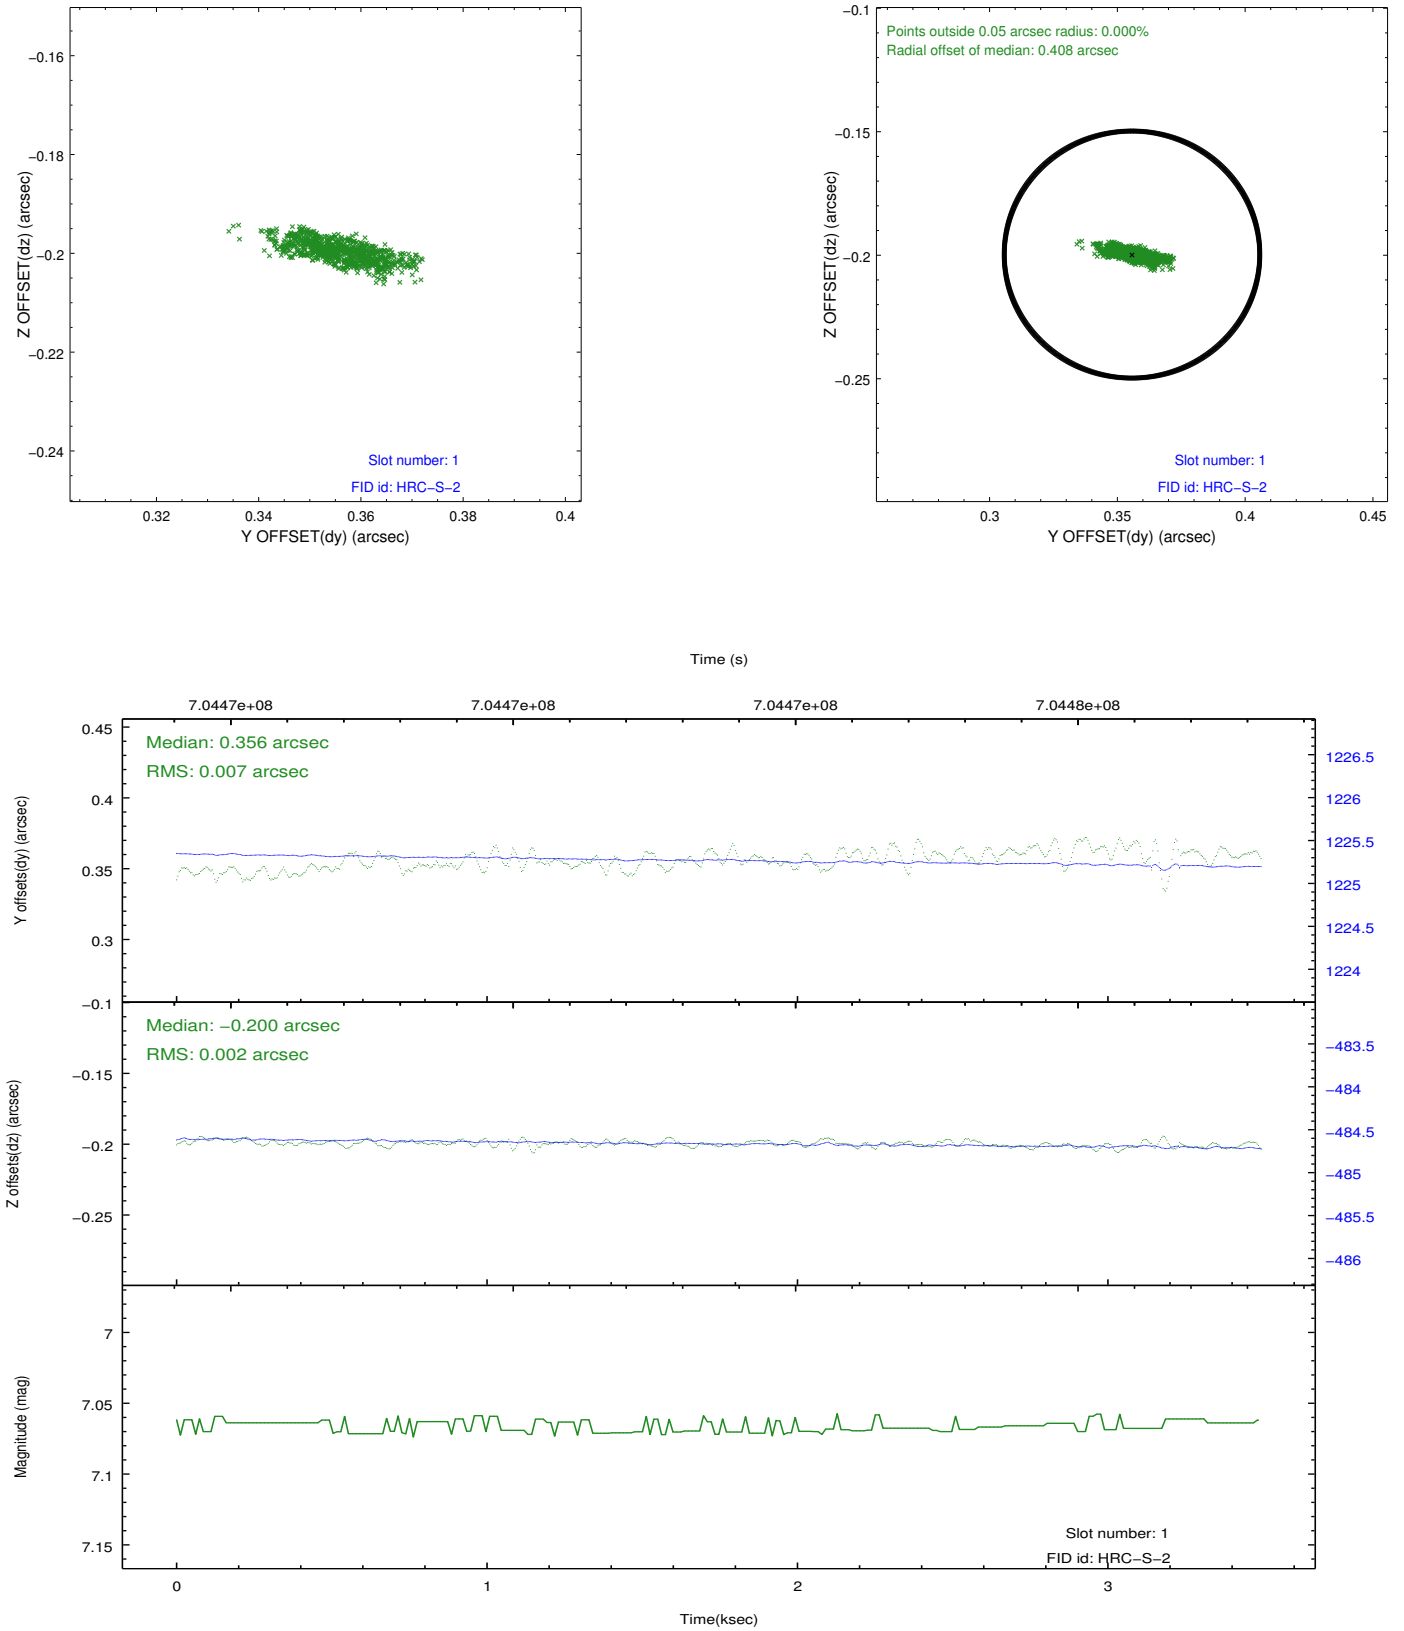 −0.16
−0.18
−0.2
−0.22
−0.24
Z OFFSET(dz) (arcsec)
Slot number: 1
FID id: HRC−S−2
0.32
0.34
0.36
0.38
0.4
Y OFFSET(dy) (arcsec)
−0.1
−0.15
−0.2
−0.25
Z OFFSET(dz) (arcsec)
Points outside 0.05 arcsec radius: 0.000%
Radial offset of median: 0.408 arcsec
Slot number: 1
FID id: HRC−S−2
0.3
0.35
0.4
0.45
Y OFFSET(dy) (arcsec)
Time (s)
7.0447e+08
7.0447e+08
7.0447e+08
7.0448e+08
0.45
0.4
0.35
0.3
Y offsets(dy) (arcsec)
Median: 0.356 arcsec
RMS: 0.007 arcsec
1226.5
1226
1225.5
1225
1224.5
1224
−0.1
−0.15
−0.2
−0.25
Z offsets(dz) (arcsec)
Median: −0.200 arcsec
RMS: 0.002 arcsec
−483.5
−484
−484.5
−485
−485.5
−486
7
7.05
7.1
7.15
Magnitude (mag)
Slot number: 1
FID id: HRC−S−2
0
1
2
3
Time(ksec)